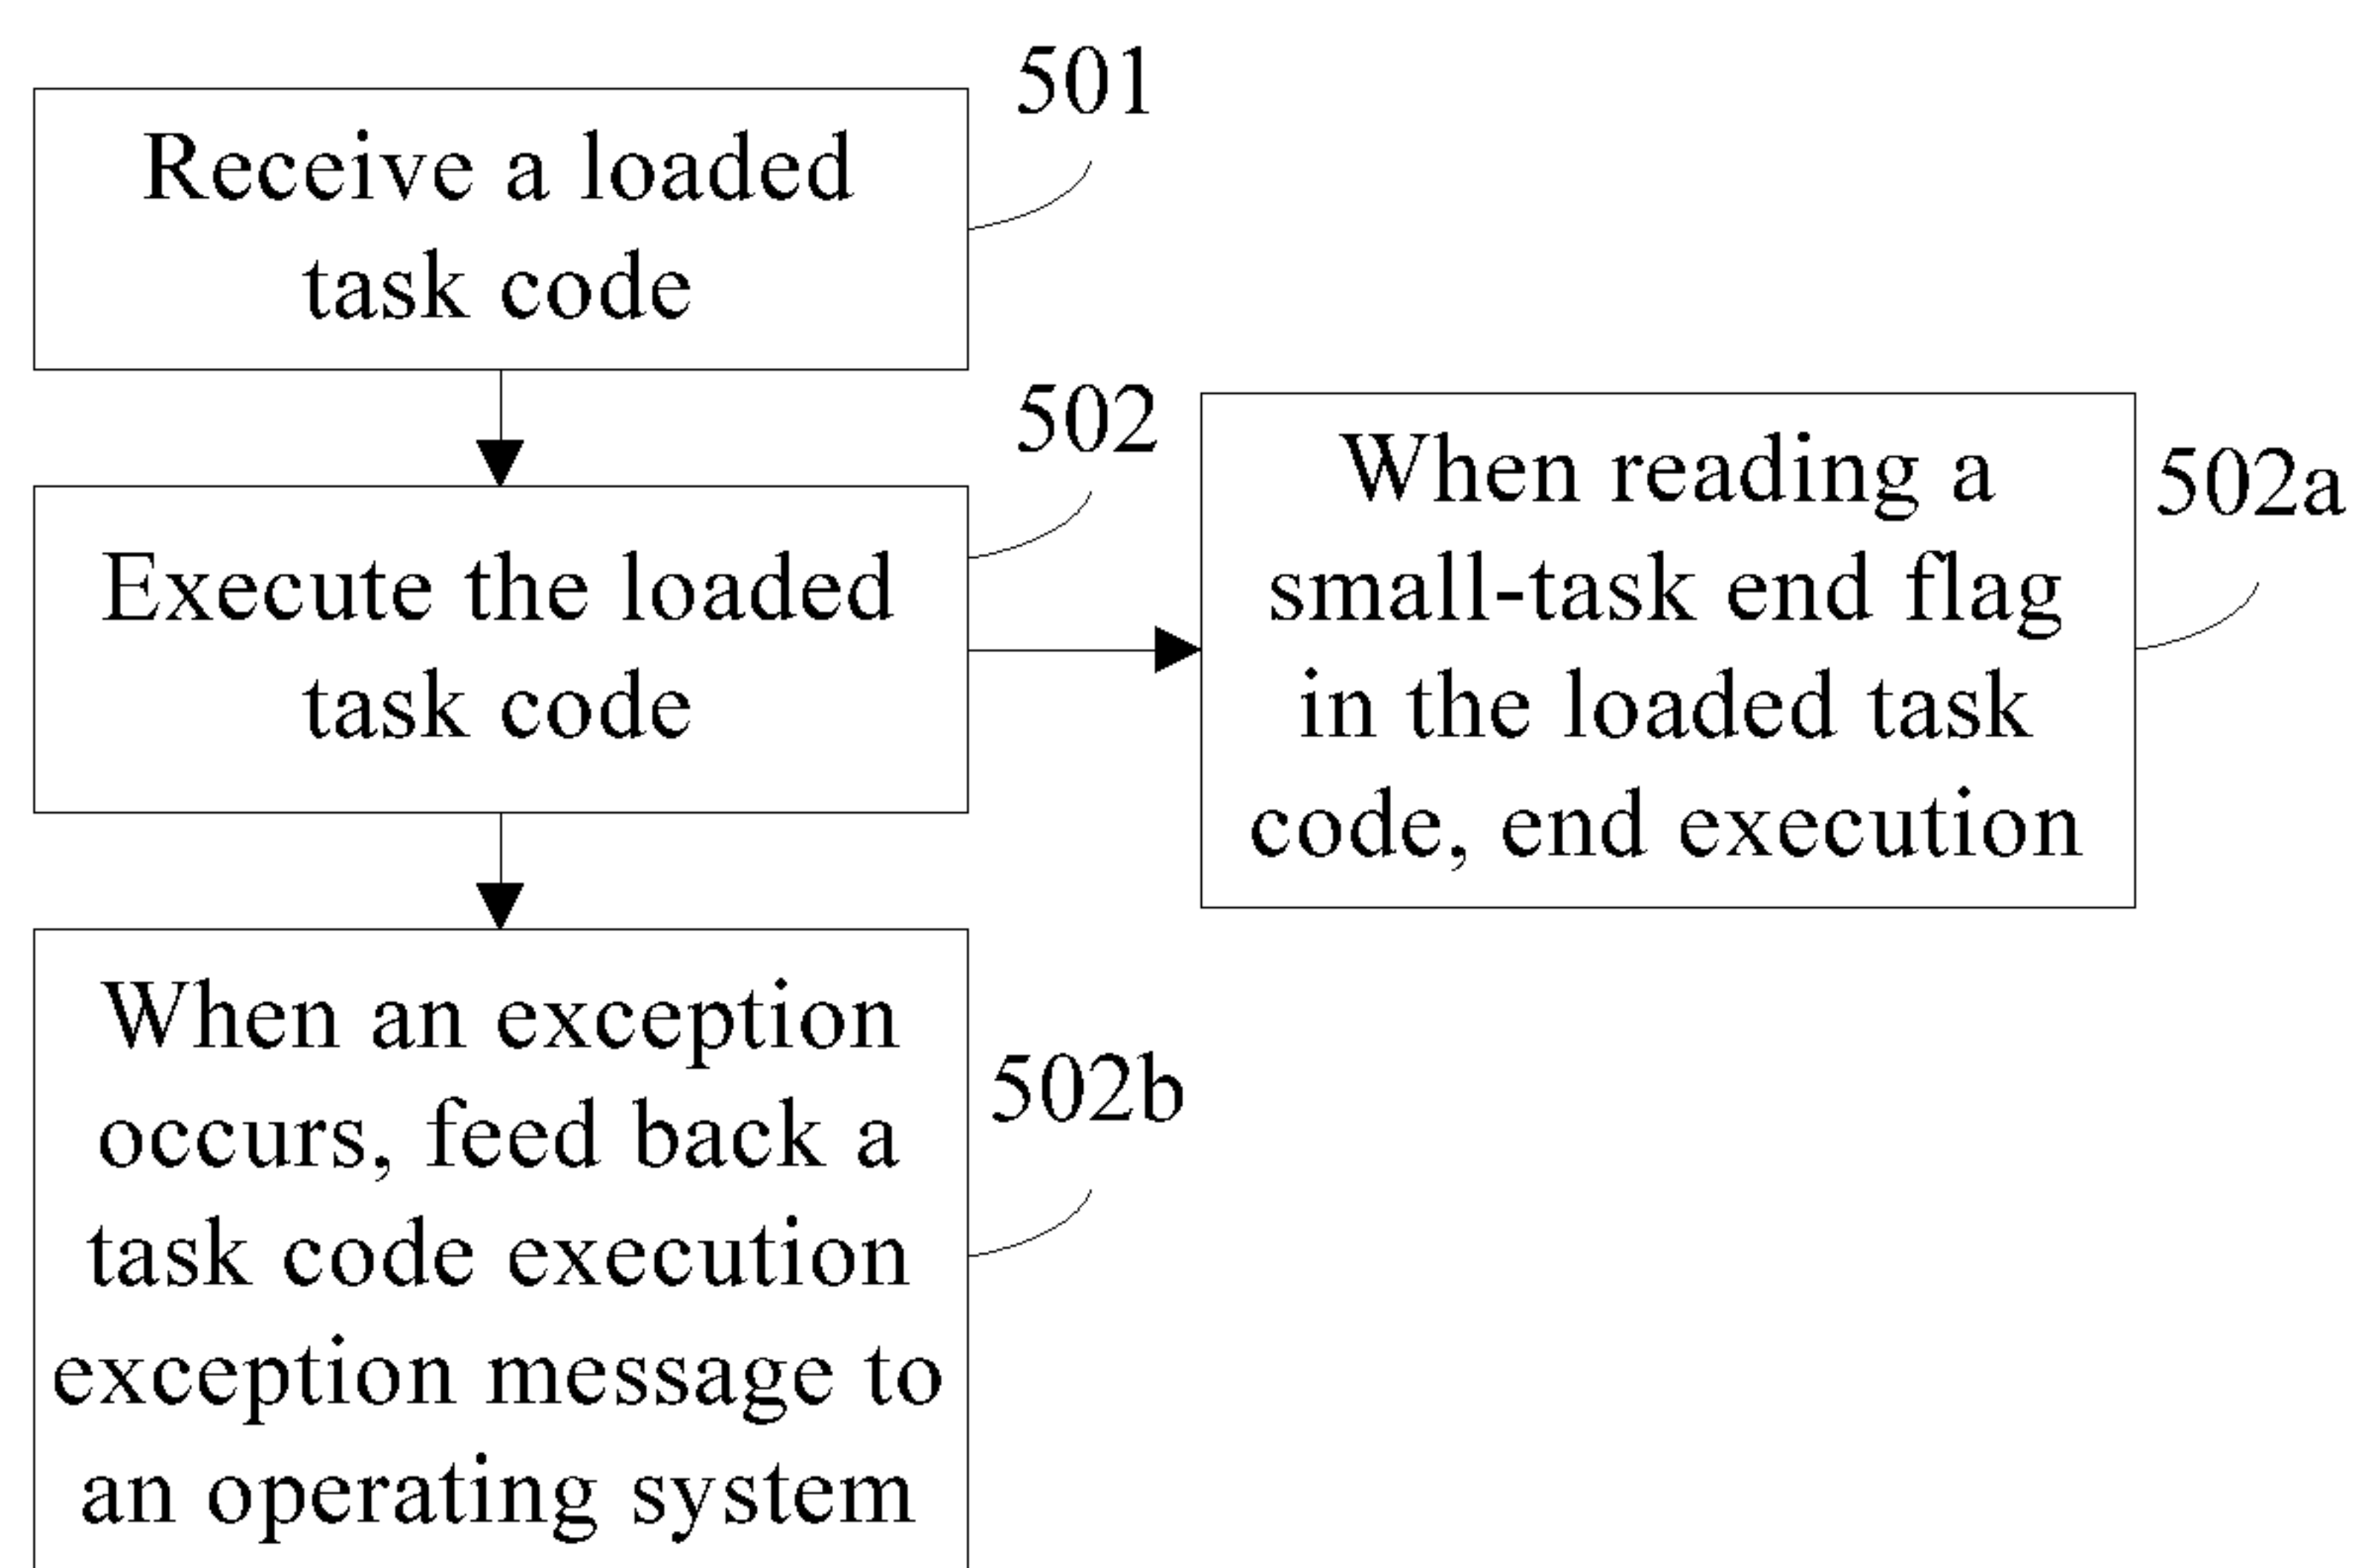 501
Receive a loaded
task code
502
Execute the loaded
task code
502a
When reading a
small-task end flag
in the loaded task
code, end execution
502b
When an exception
occurs, feed back a
task code execution
exception message to
an operating system